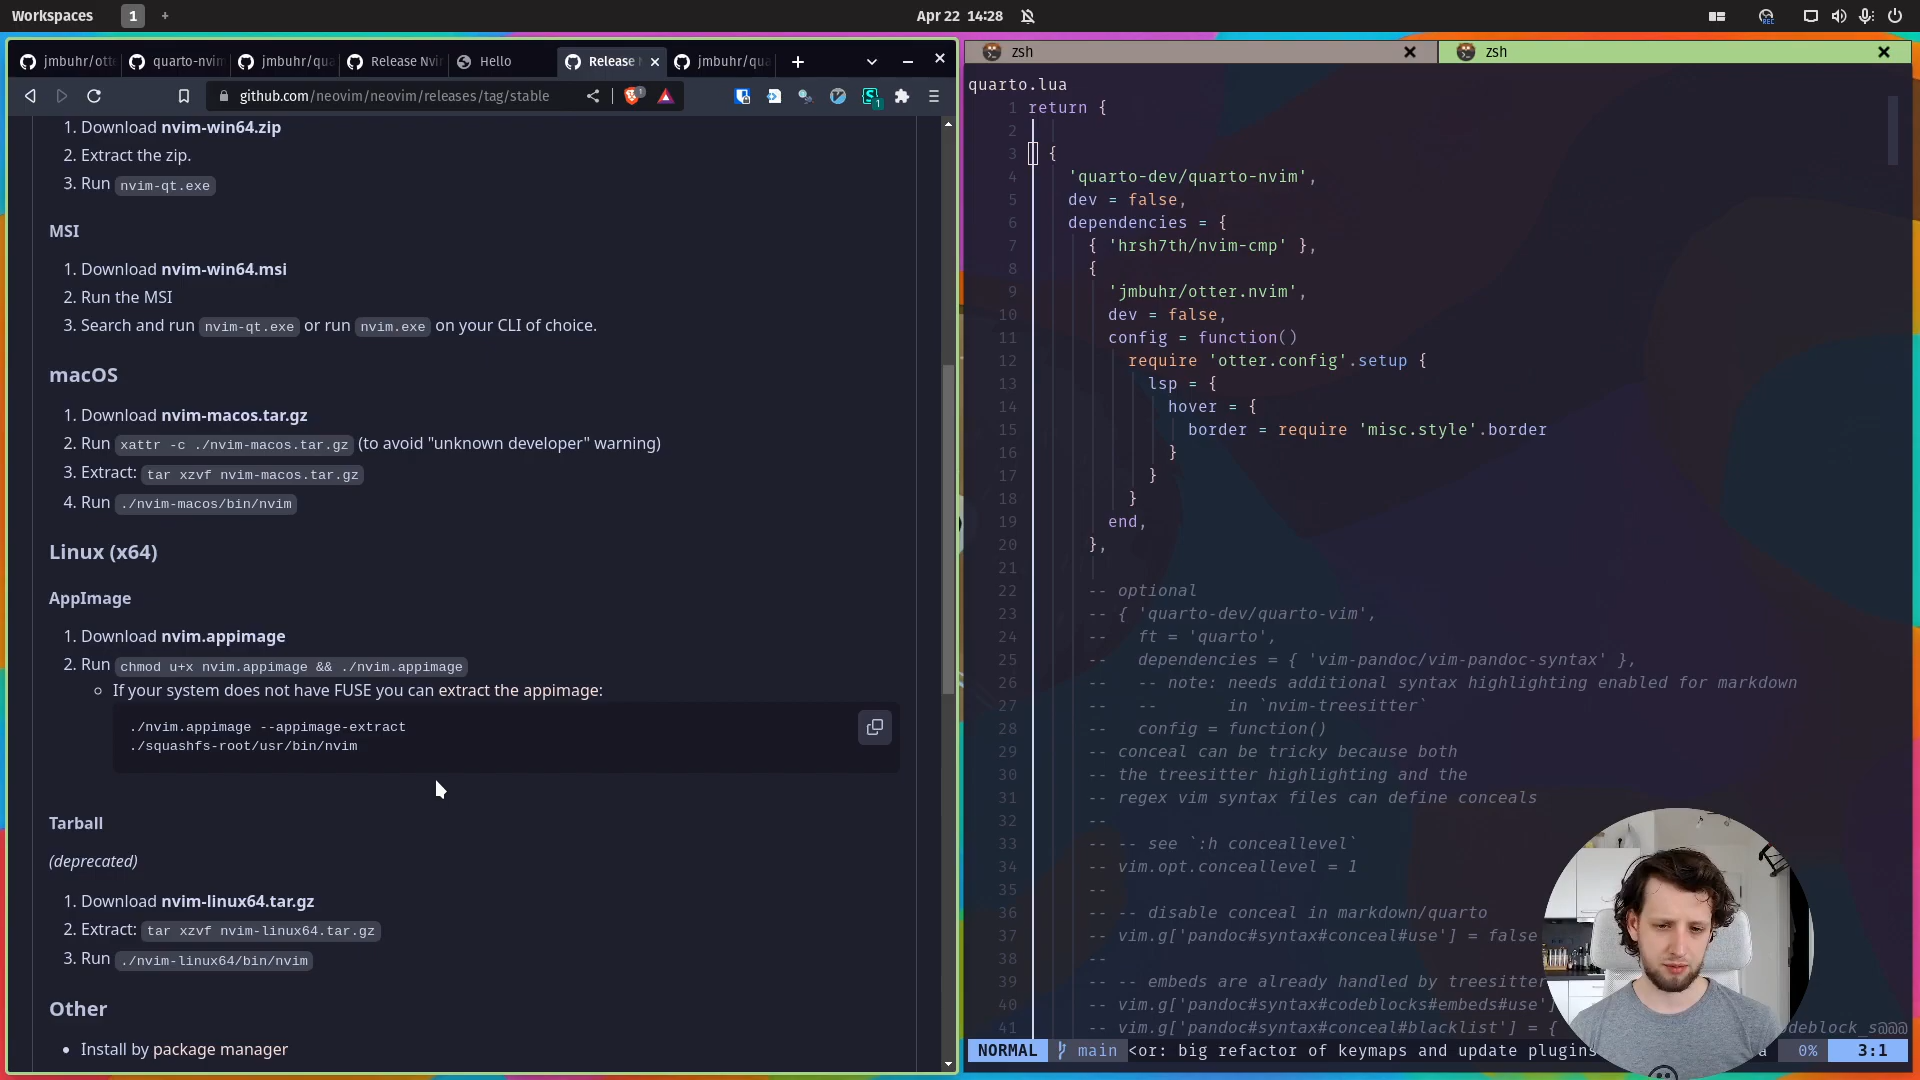 Workspaces 1 + Apr 22 14:28
jmbuhr/otte quarto-nvim jmbuhr/qua Release Nvi Hello Release N jmbuhr/qua
github.com/neovim/neovim/releases/tag/stable
1. Download nvim-win64.zip
2. Extract the zip.
3. Run nvim-qt.exe
MSI
1. Download nvim-win64.msi
2. Run the MSI
3. Search and run nvim-qt.exe or run nvim.exe on your CLI of choice.
macOS
1. Download nvim-macos.tar.gz
2. Run xattr -c ./nvim-macos.tar.gz (to avoid "unknown developer" warning)
3. Extract: tar xzvf nvim-macos.tar.gz
4. Run ./nvim-macos/bin/nvim
Linux (x64)
AppImage
1. Download nvim.appimage
2. Run chmod u+x nvim.appimage && ./nvim.appimage
If your system does not have FUSE you can extract the appimage:
./nvim.appimage --appimage-extract
./squashfs-root/usr/bin/nvim
Tarball
(deprecated)
1. Download nvim-linux64.tar.gz
2. Extract: tar xzvf nvim-linux64.tar.gz
3. Run ./nvim-linux64/bin/nvim
Other
• Install by package manager
zsh zsh
quarto.lua
1 return {
2
3 {
4 'quarto-dev/quarto-nvim',
5 dev = false,
6 dependencies = {
7 { 'hrsh7th/nvim-cmp' },
8 {
9 'jmbuhr/otter.nvim',
10 dev = false,
11 config = function()
12 require 'otter.config'.setup {
13 lsp = {
14 hover = {
15 border = require 'misc.style'.border
16 }
17 }
18 }
19 end,
20 },
21
22 -- optional
23 -- { 'quarto-dev/quarto-vim',
24 -- ft = 'quarto',
25 -- dependencies = { 'vim-pandoc/vim-pandoc-syntax' },
26 -- -- note: needs additional syntax highlighting enabled for markdown
27 -- -- in `nvim-treesitter`
28 -- config = function()
29 -- conceal can be tricky because both
30 -- the treesitter highlighting and the
31 -- regex vim syntax files can define conceals
32 --
33 -- -- see `:h conceallevel`
34 -- vim.opt.conceallevel = 1
35 --
36 -- -- disable conceal in markdown/quarto
37 -- vim.g['pandoc#syntax#conceal#use'] = false
38 --
39 -- -- embeds are already handled by treesitter
40 -- vim.g['pandoc#syntax#codeblocks#embeds#use']
41 -- vim.g['pandoc#syntax#conceal#blacklist'] = { odeblock_s@@@
NORMAL main <or: big refactor of keymaps and update plugins a 0% 3:1